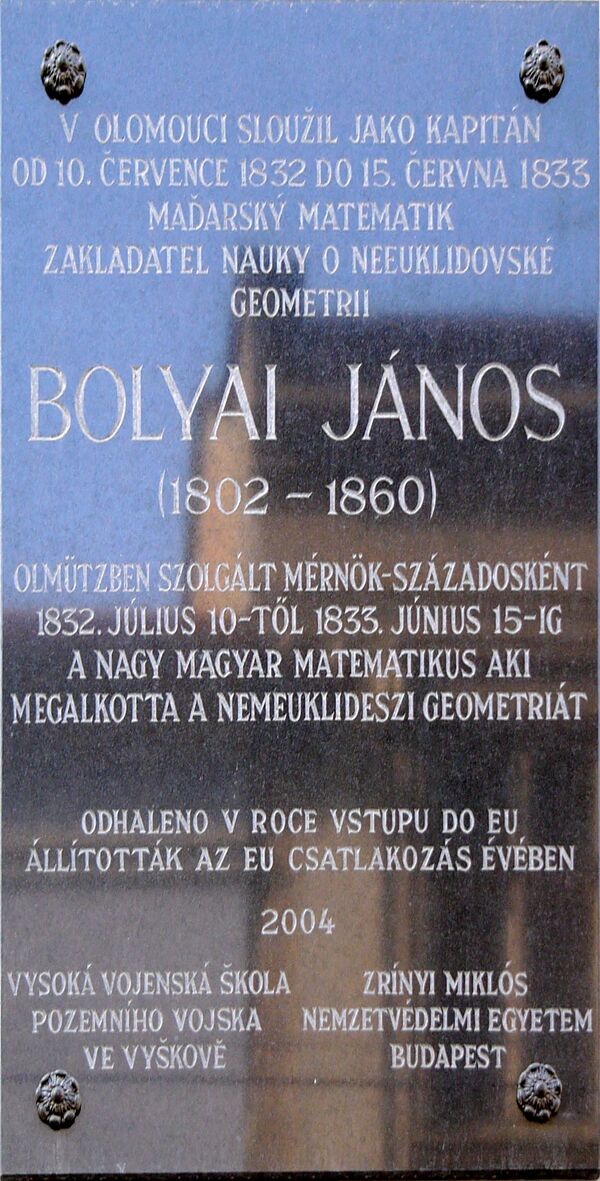 V OLOMOUCI SLOUŽIL JAKO KAPITÁN
OD 10. ČERVENCE 1832 DO 15. ČERVNA 1833
MAĎARSKÝ MATEMATIK
ZAKLADATEL NAUKY O NEEUKLIDOVSKÉ
GEOMETRII
BOLYAI JÁNOS
(1802 – 1860)
OLMÜTZBEN SZOLGÁLT MÉRNÖK-SZÁZADOSKÉNT
1832. JÚLIUS 10-TŐL 1833. JÚNIUS 15-IG
A NAGY MAGYAR MATEMATIKUS AKI
MEGALKOTTA A NEMEUKLIDESZI GEOMETRIÁT
ODHALENO V ROCE VSTUPU DO EU
ÁLLÍTOTTÁK AZ EU CSATLAKOZÁS ÉVÉBEN
2004
VYSOKÁ VOJENSKÁ ŠKOLA
POZEMNÍHO VOJSKA
VE VYŠKOVĚ
ZRÍNYI MIKLÓS
NEMZETVÉDELMI EGYETEM
BUDAPEST